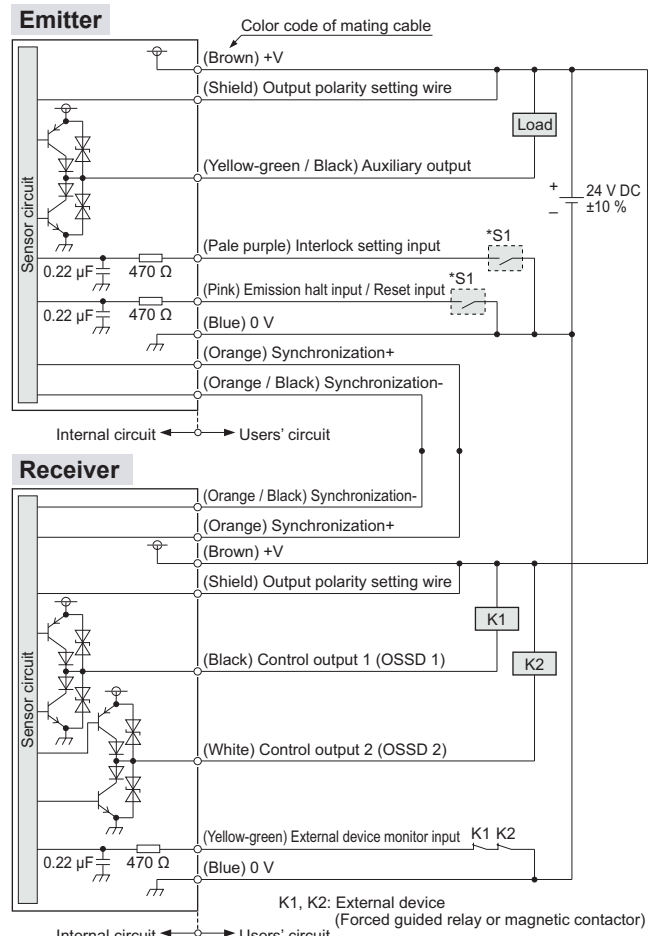 Emitter
Color code of mating cable
(Brown) +V
(Shield) Output polarity setting wire
Load
(Yellow-green / Black) Auxiliary output
+
−
24 V DC
±10 %
Sensor circuit
(Pale purple) Interlock setting input
*S1
0.22 µF
470 Ω
(Pink) Emission halt input / Reset input
*S1
0.22 µF
470 Ω
(Blue) 0 V
(Orange) Synchronization+
(Orange / Black) Synchronization-
Internal circuit
Users' circuit
Receiver
(Orange / Black) Synchronization-
(Orange) Synchronization+
(Brown) +V
(Shield) Output polarity setting wire
K1
(Black) Control output 1 (OSSD 1)
K2
Sensor circuit
(White) Control output 2 (OSSD 2)
(Yellow-green) External device monitor input
K1 K2
0.22 µF
470 Ω
(Blue) 0 V
K1, K2: External device
(Forced guided relay or magnetic contactor)
Internal circuit
Users' circuit